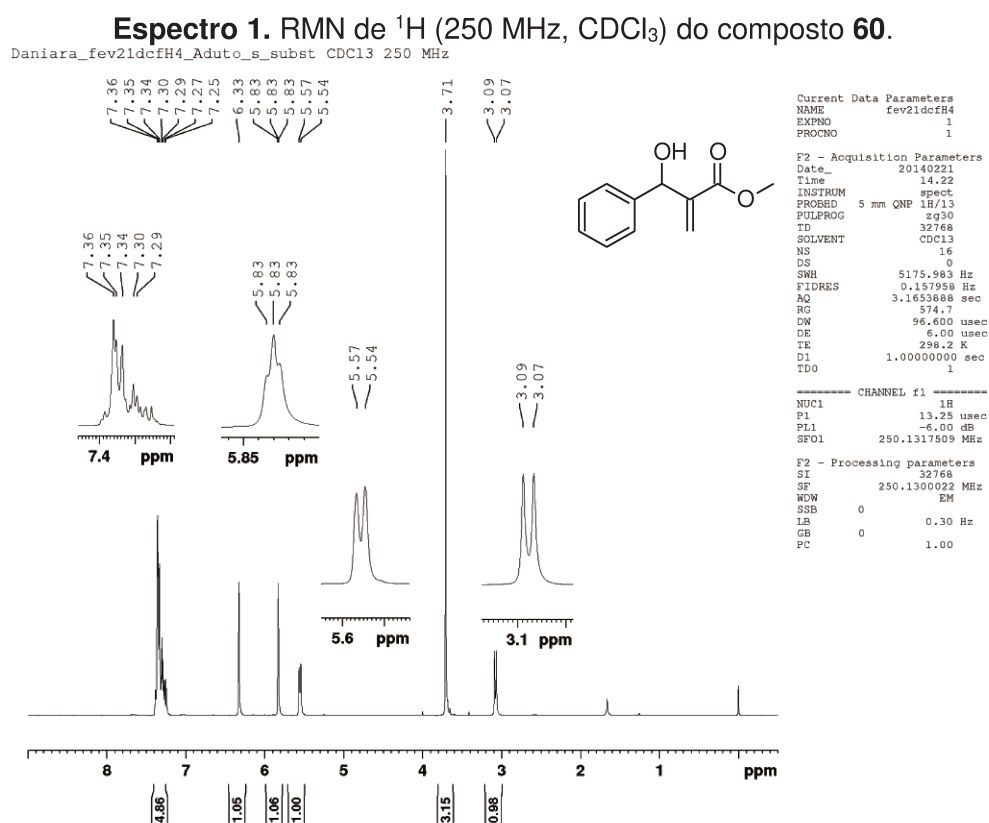 Espectro 1. RMN de ¹H (250 MHz, CDCl₃) do composto 60.
Daniara_fev21dcfH4_Aduto_s_subst CDCl3 250 MHz
7.36
7.35
7.34
7.30
7.29
7.27
7.25
6.33
5.83
5.83
5.83
5.57
5.54
3.71
3.09
3.07
OH
O
O
7.36
7.35
7.34
7.30
7.29
7.4 ppm
5.83
5.83
5.83
5.85 ppm
5.57
5.54
5.6 ppm
3.09
3.07
3.1 ppm
8 7 6 5 4 3 2 1 ppm
4.86
1.05
1.06
1.00
3.15
0.98
Current Data Parameters
NAME fev21dcfH4
EXPNO 1
PROCNO 1
F2 - Acquisition Parameters
Date_ 20140221
Time 14.22
INSTRUM spect
PROBHD 5 mm QNP 1H/13
PULPROG zg30
TD 32768
SOLVENT CDCl3
NS 16
DS 0
SWH 5175.983 Hz
FIDRES 0.157958 Hz
AQ 3.1653888 sec
RG 574.7
DW 96.600 usec
DE 6.00 usec
TE 298.2 K
D1 1.00000000 sec
TD0 1
======== CHANNEL f1 ========
NUC1 1H
P1 13.25 usec
PL1 -6.00 dB
SFO1 250.1317509 MHz
F2 - Processing parameters
SI 32768
SF 250.1300022 MHz
WDW EM
SSB 0
LB 0.30 Hz
GB 0
PC 1.00